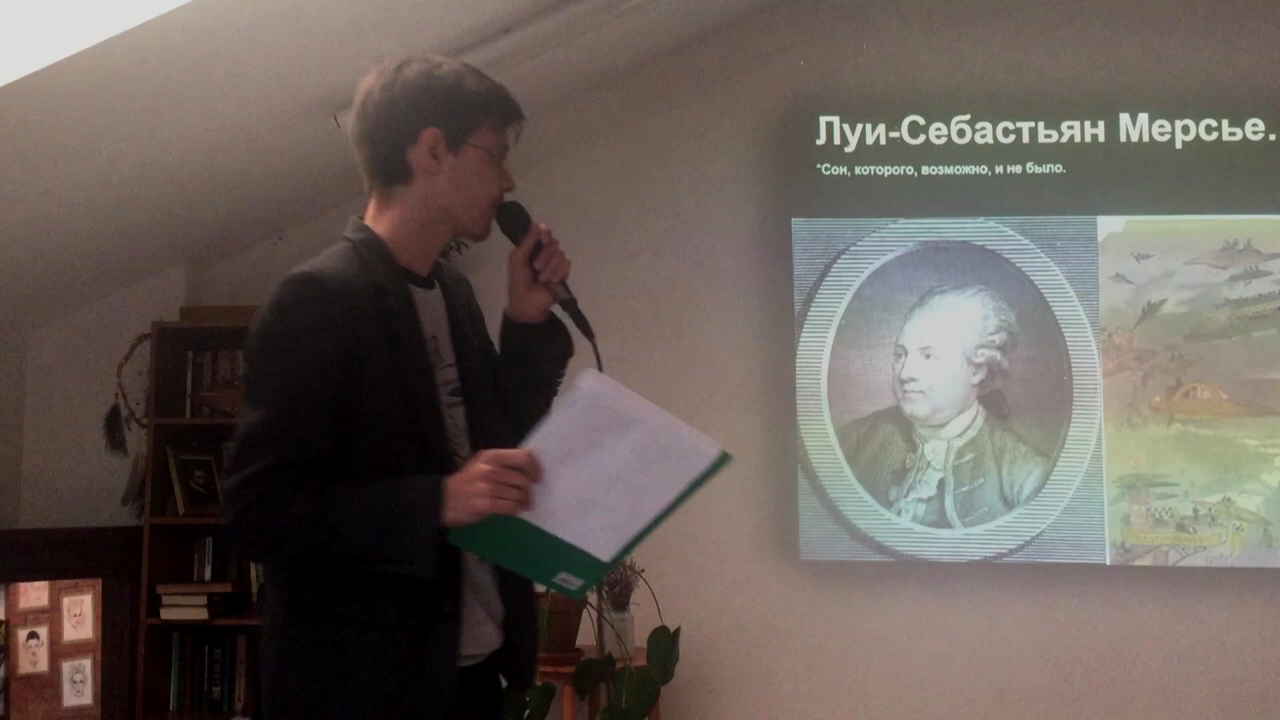 Луи-Себастьян Мерсье.
"Сон, которого, возможно, и не было.